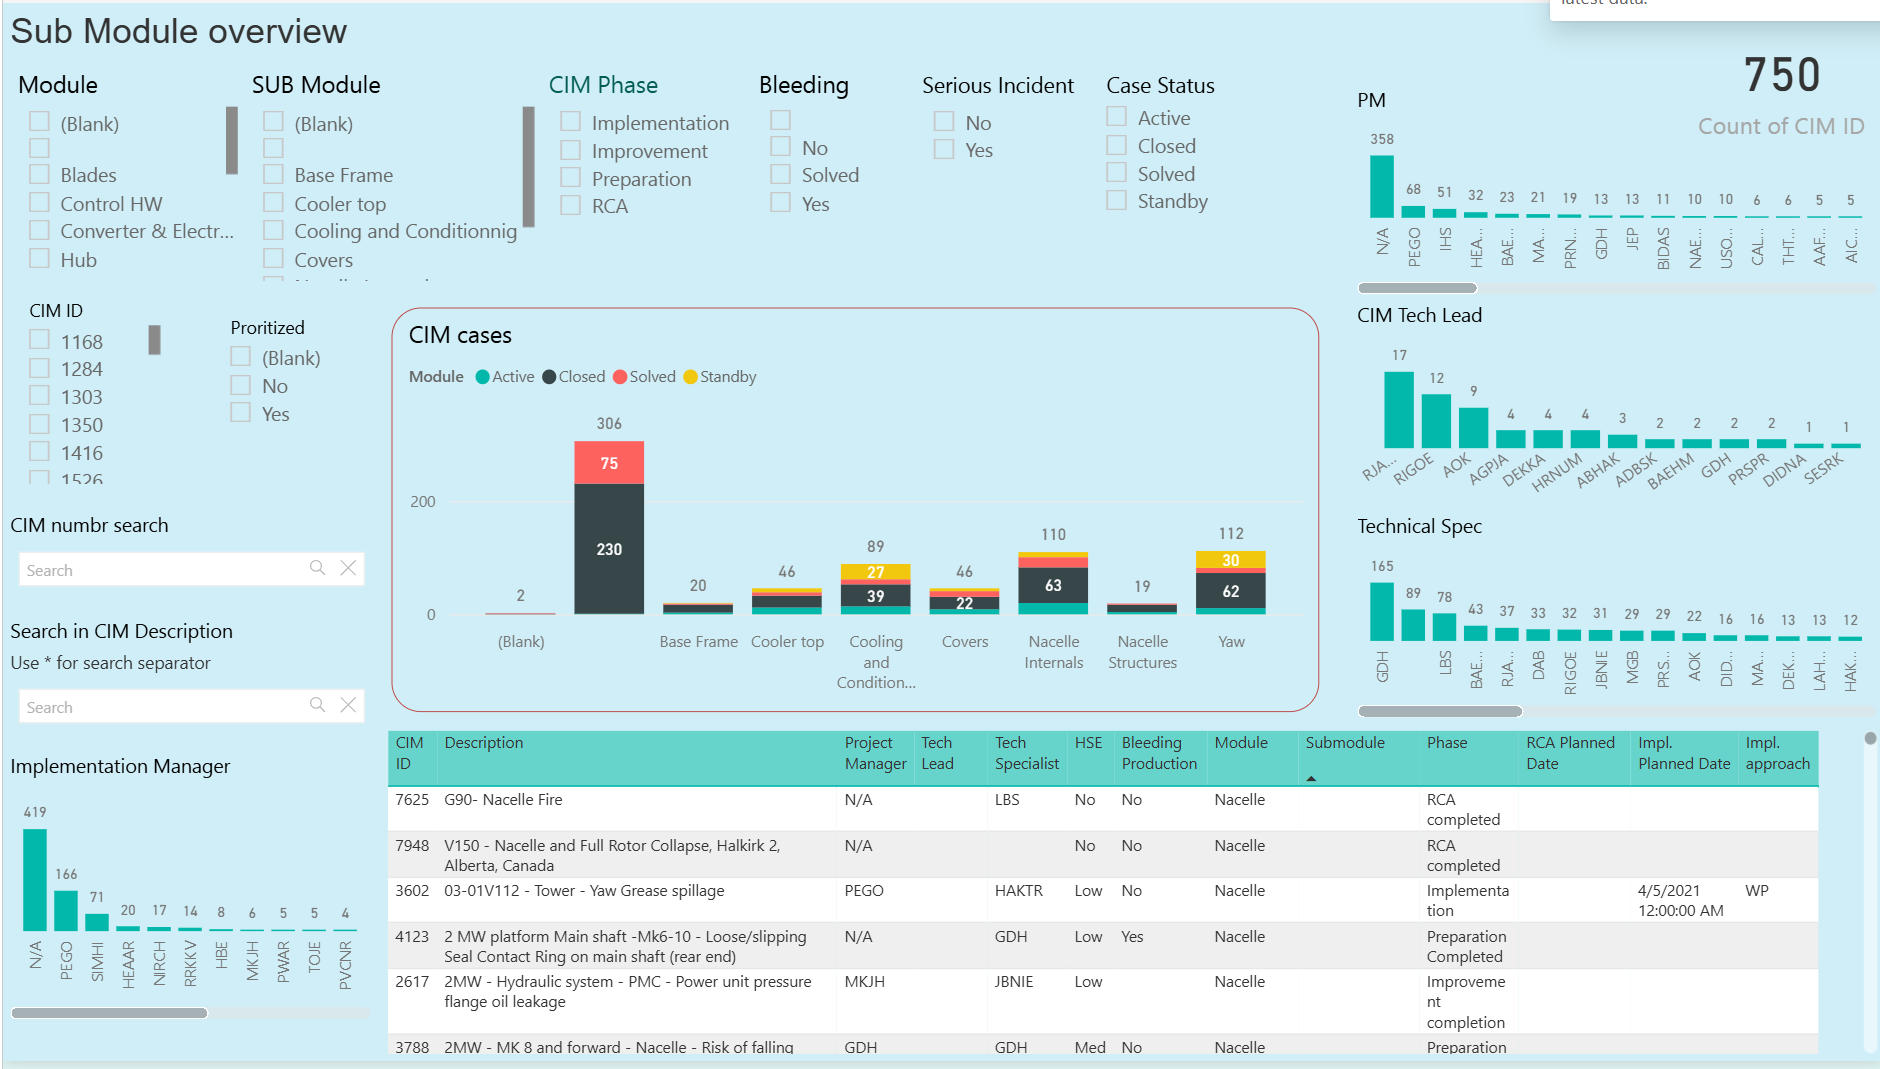 latest data.
Sub Module overview
Module
(Blank)
Blades
Control HW
Converter & Electr...
Hub
SUB Module
(Blank)
Base Frame
Cooler top
Cooling and Conditionnig
Covers
CIM Phase
Implementation
Improvement
Preparation
RCA
Bleeding
No
Solved
Yes
Serious Incident
No
Yes
Case Status
Active
Closed
Solved
Standby
750
Count of CIM ID
PM
358 68 51 32 23 21 19 13 13 11 10 10 6 6 5 5
N/A PEGO IHS HEA... BAE... MA... PRN... GDH JEP BIDAS NAE... USO... CAL... THT... AAF... AIC...
CIM ID
1168
1284
1303
1350
1416
1526
Proritized
(Blank)
No
Yes
CIM numbr search
Search
Search in CIM Description
Use * for search separator
Search
CIM cases
Module Active Closed Solved Standby
200
0
2 306 20 46 89 46 110 19 112
75 230 27 39 22 63 30 62
(Blank) Base Frame Cooler top Cooling and Condition... Covers Nacelle Internals Nacelle Structures Yaw
CIM Tech Lead
17 12 9 4 4 4 3 2 2 2 2 1 1
RJA... RIGOE AOK AGPJA DEKKA HRNUM ABHAK ADBSK BAEHM GDH PRSPR DIDNA SESRK
Technical Spec
165 89 78 43 37 33 32 31 29 29 22 16 16 13 13 12
GDH LBS BAE... RJA... DAB RIGOE JBNIE MGB PRS... AOK DID... MA... DEK... LAH... HAK...
Implementation Manager
419 166 71 20 17 14 8 6 5 5 4
N/A PEGO SIMHI HEAAR NIRCH RRKKV HBE MKJH PWAR TOJE PVCNR
CIM ID Description Project Manager Tech Lead Tech Specialist HSE Bleeding Production Module Submodule Phase RCA Planned Date Impl. Planned Date Impl. approach
7625 G90- Nacelle Fire N/A LBS No No Nacelle RCA completed
7948 V150 - Nacelle and Full Rotor Collapse, Halkirk 2, Alberta, Canada N/A No No Nacelle RCA completed
3602 03-01V112 - Tower - Yaw Grease spillage PEGO HAKTR Low No Nacelle Implementa tion 4/5/2021 12:00:00 AM WP
4123 2 MW platform Main shaft -Mk6-10 - Loose/slipping Seal Contact Ring on main shaft (rear end) N/A GDH Low Yes Nacelle Preparation Completed
2617 2MW - Hydraulic system - PMC - Power unit pressure flange oil leakage MKJH JBNIE Low Nacelle Improveme nt completion
3788 2MW - MK 8 and forward - Nacelle - Risk of falling GDH GDH Med No Nacelle Preparation